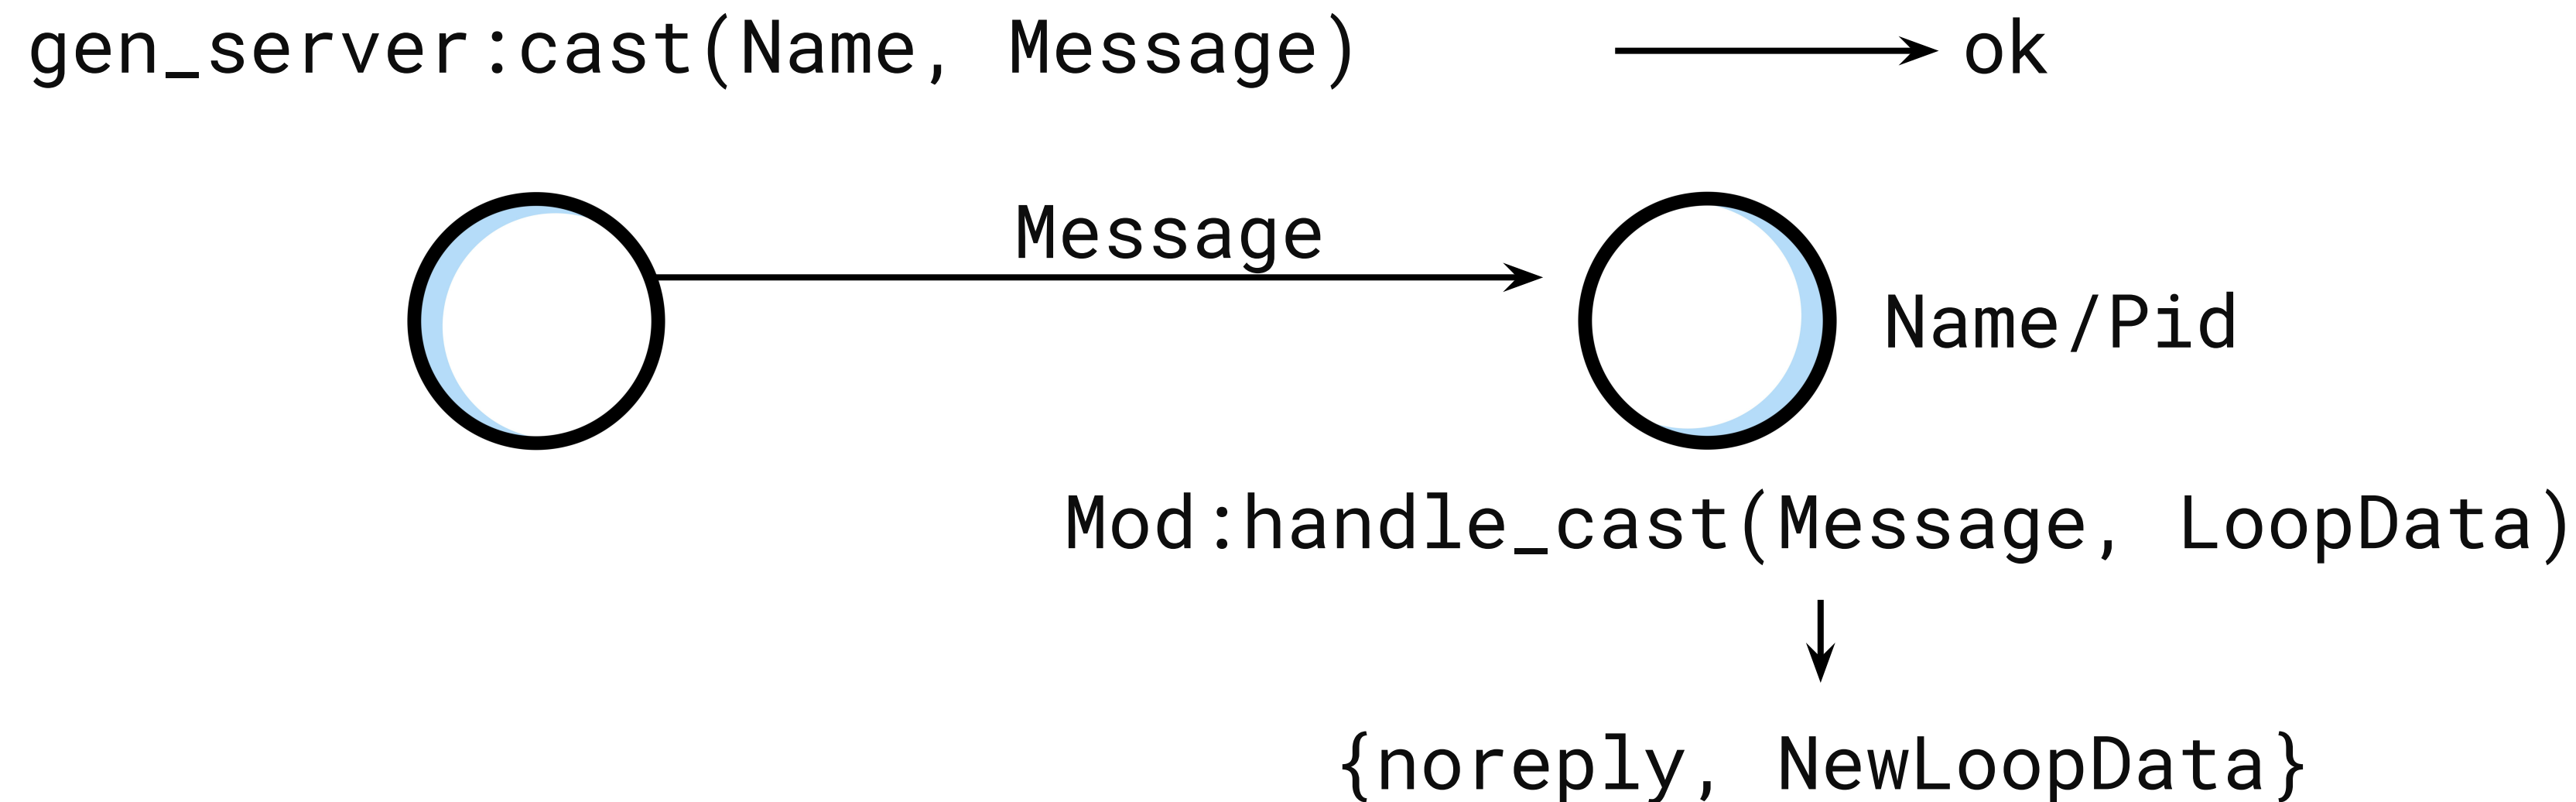 gen_server:cast(Name, Message) ok
Message
Name/Pid
Mod:handle_cast(Message, LoopData)
{noreply, NewLoopData}